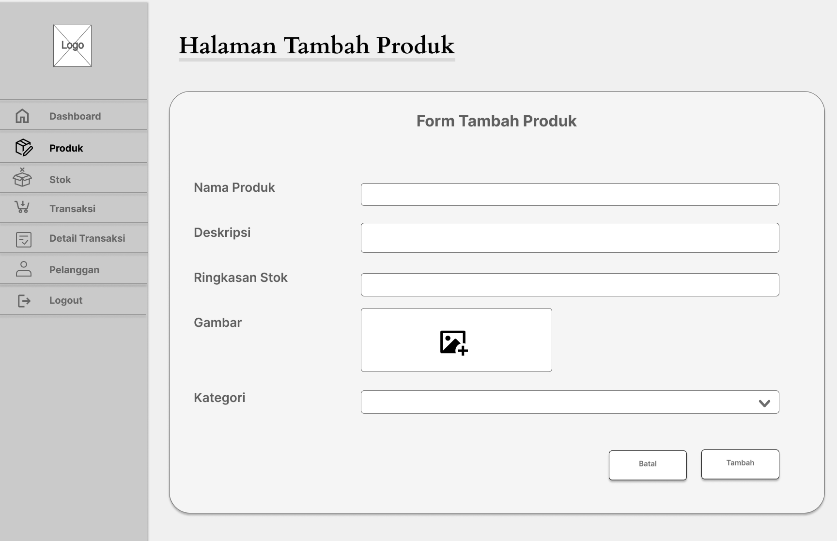 Logo
Dashboard
Produk
Stok
Transaksi
Detail Transaksi
Pelanggan
Logout
Halaman Tambah Produk
Form Tambah Produk
Nama Produk
Deskripsi
Ringkasan Stok
Gambar
Kategori
Batal
Tambah